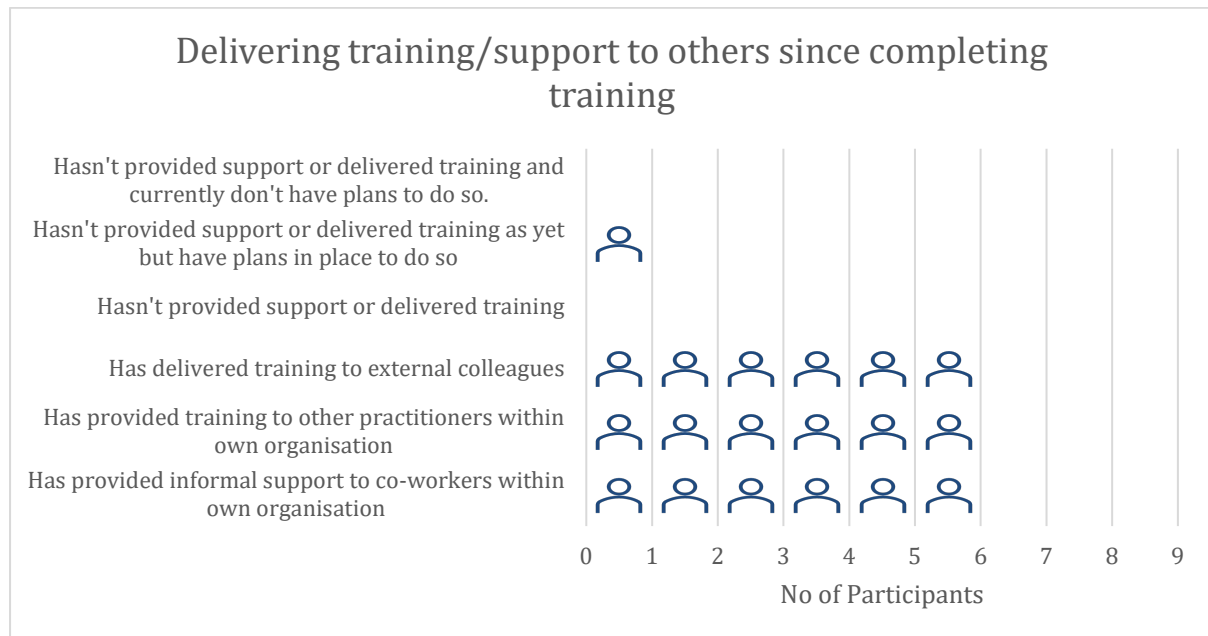 Delivering training/support to others since completing
training
Hasn't provided support or delivered training and
currently don't have plans to do so.
Hasn't provided support or delivered training as yet
but have plans in place to do so
Hasn't provided support or delivered training
Has delivered training to external colleagues
Has provided training to other practitioners within
own organisation
Has provided informal support to co-workers within
own organisation
0 1 2 3 4 5 6 7 8 9
No of Participants